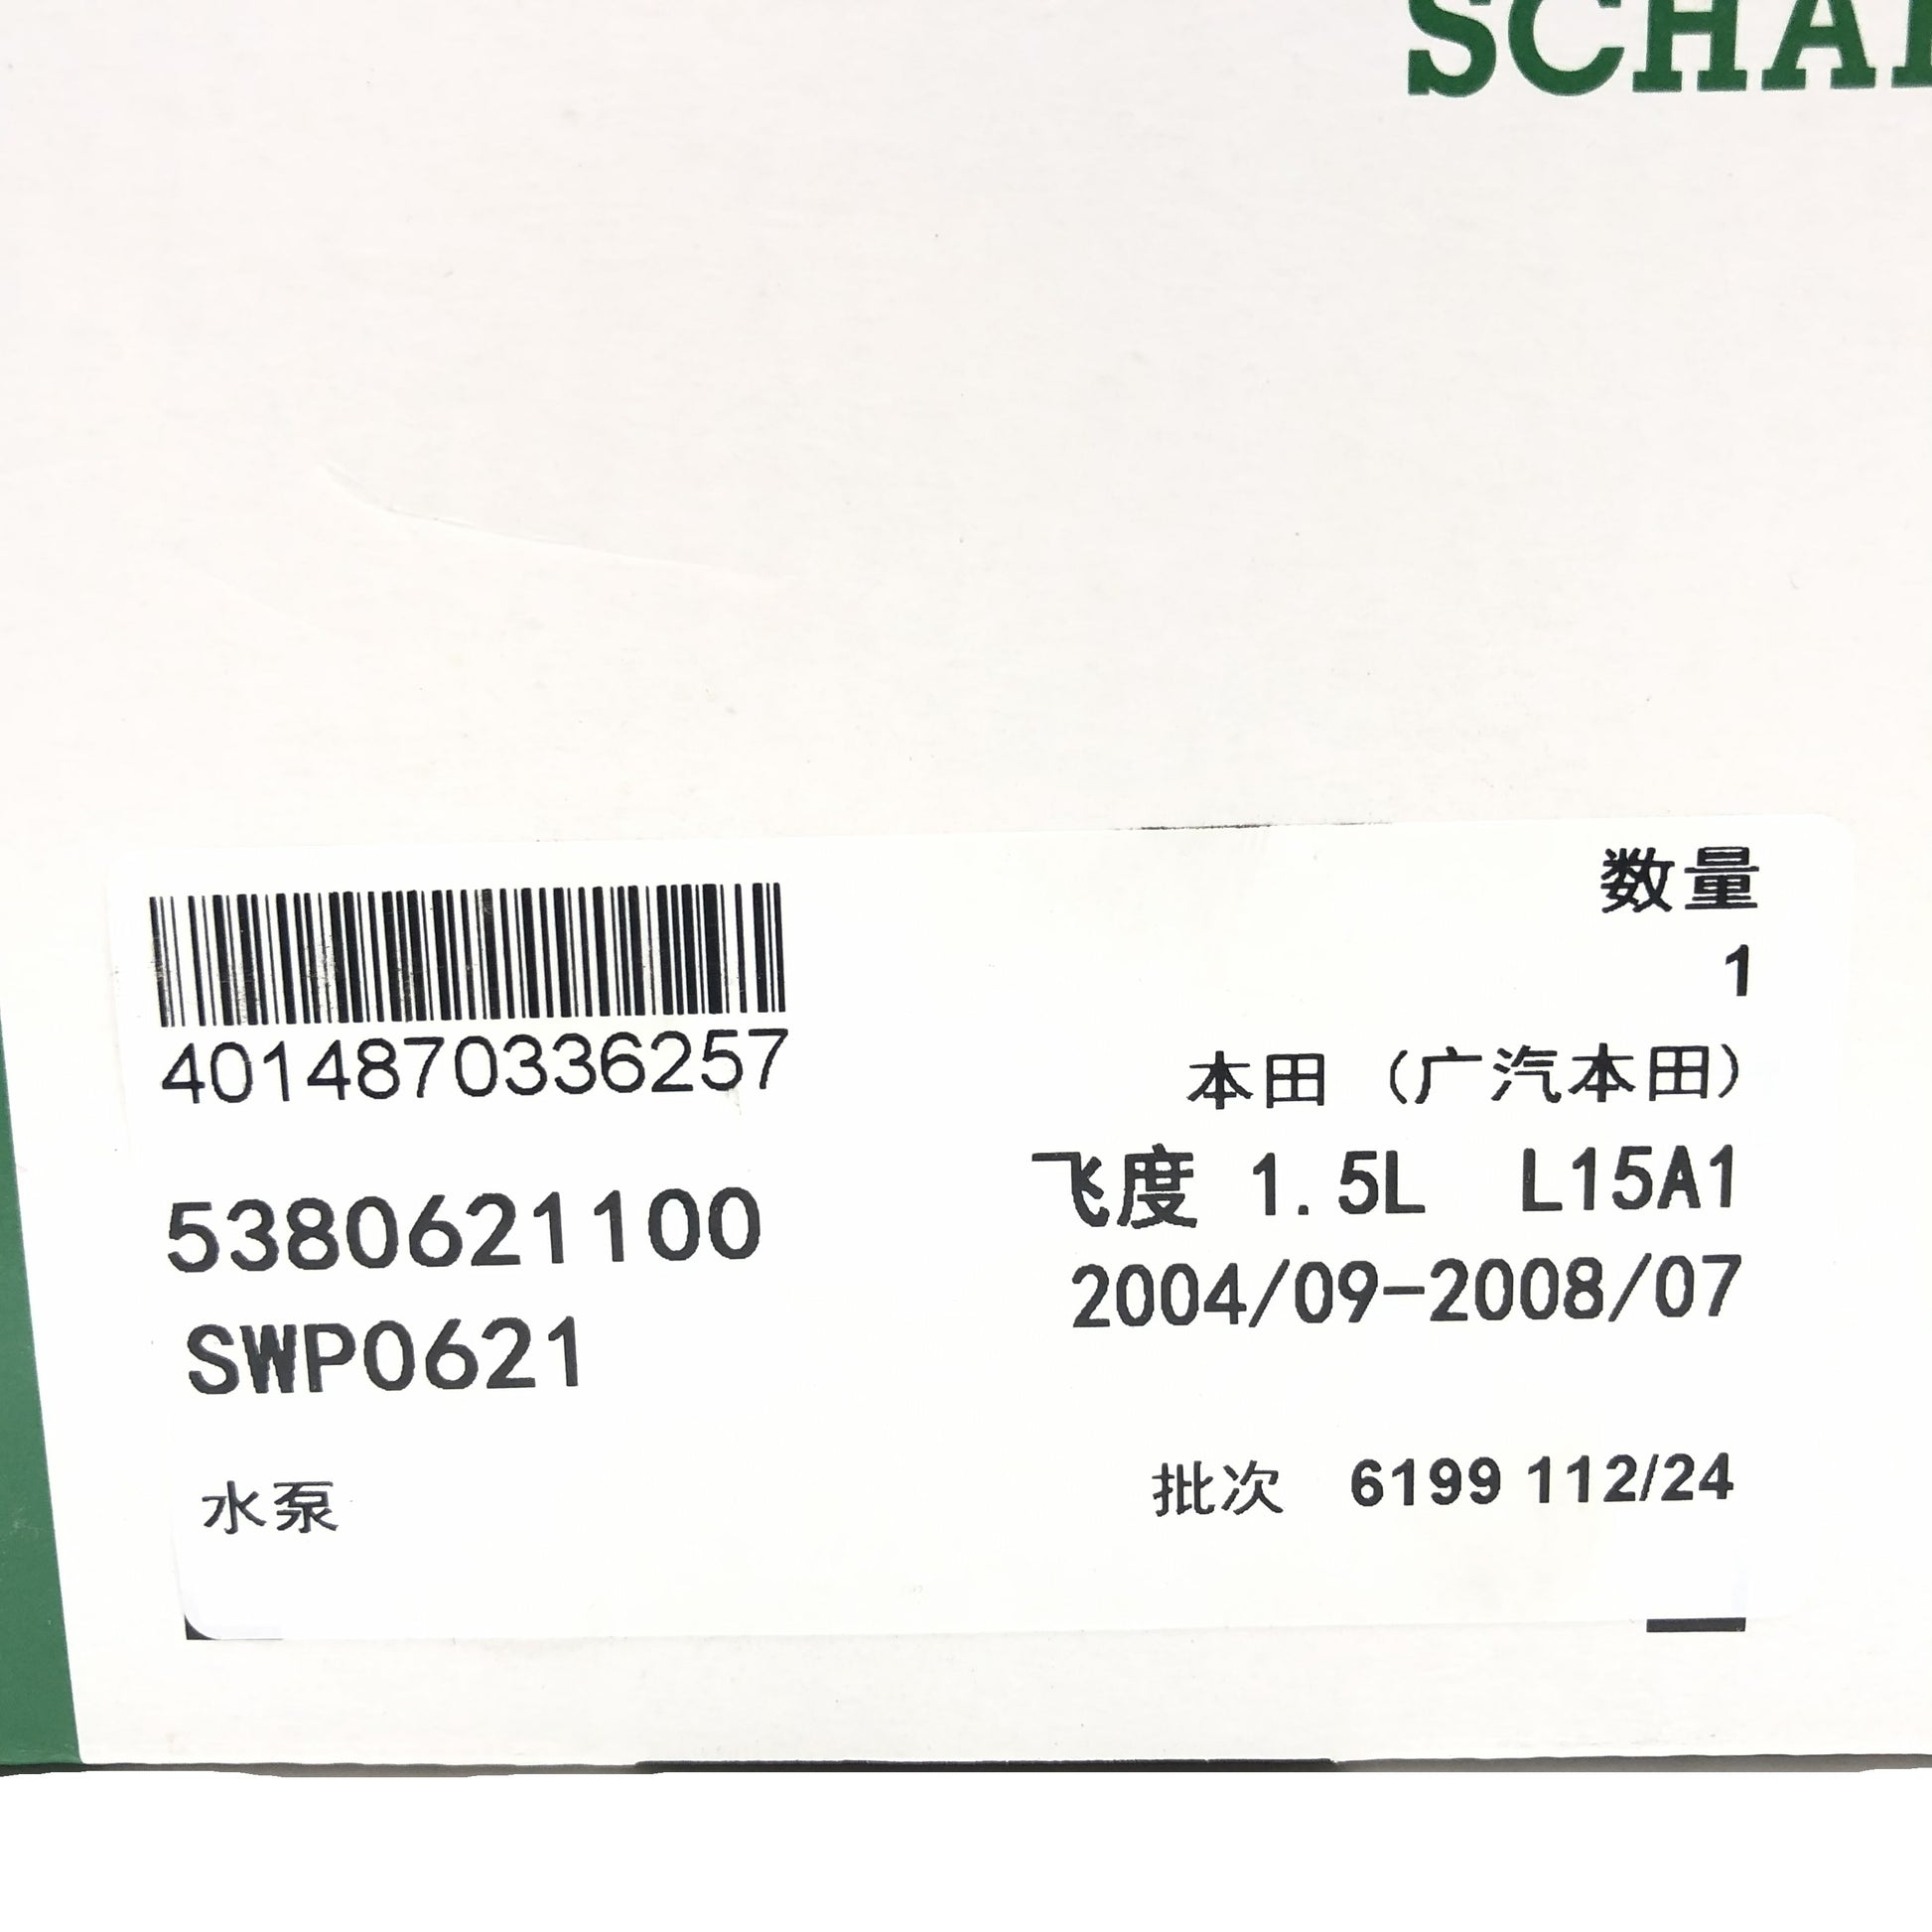 SCHA
数量
1
4014870336257
本田 (广汽本田)
飞度 1.5L L15A1
5380621100
2004/09-2008/07
SWP0621
批次 6199 112/24
水泵